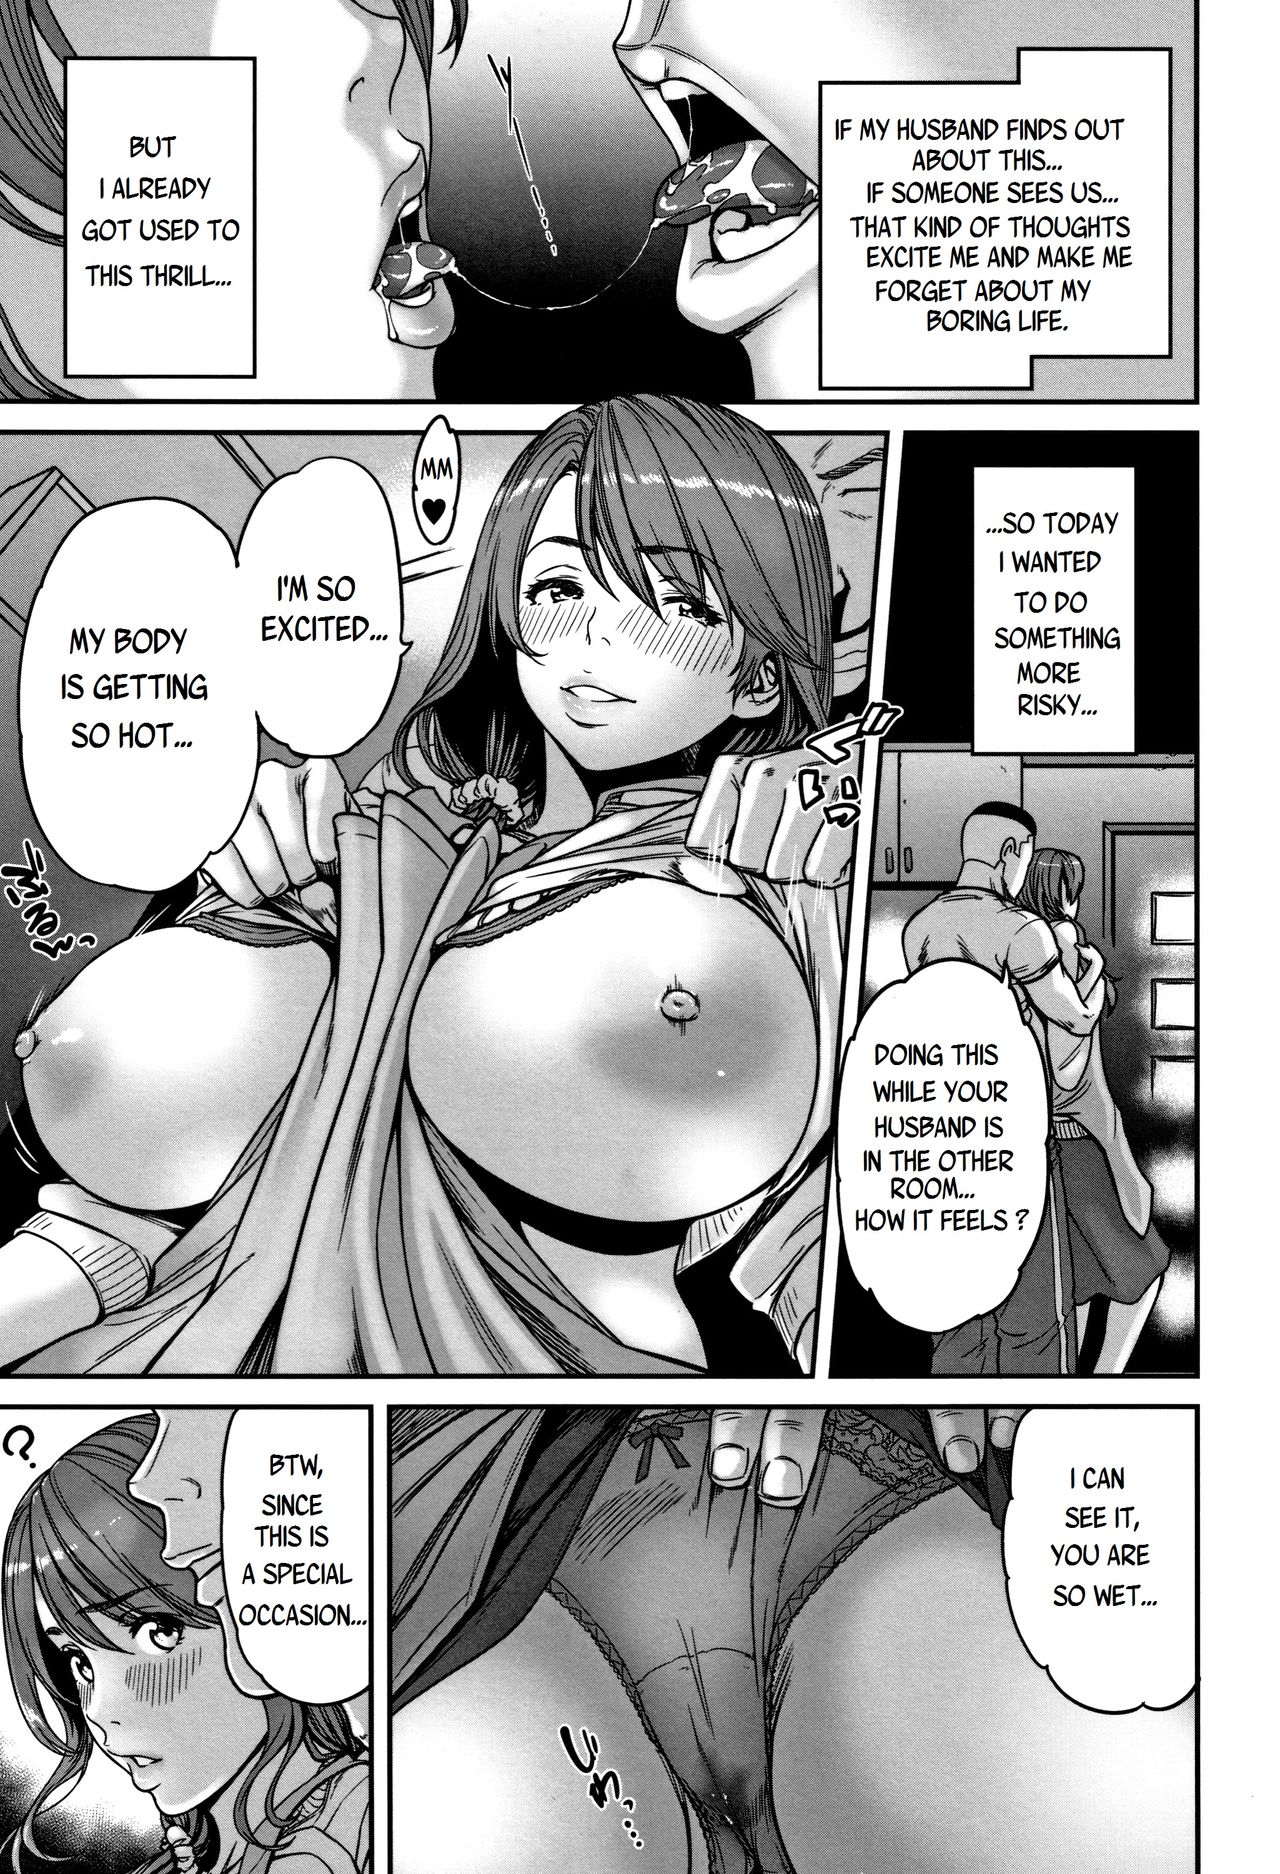 IF MY HUSBAND FINDS OUT
ABOUT THIS...
IF SOMEONE SEES US...
THAT KIND OF THOUGHTS
EXCITE ME AND MAKE ME
FORGET ABOUT MY
BORING LIFE.
BUT
I ALREADY
GOT USED TO
THIS THRILL...
...SO TODAY
I WANTED
TO DO
SOMETHING
MORE
RISKY...
DOING THIS
WHILE YOUR
HUSBAND IS
IN THE OTHER
ROOM...
HOW IT FEELS ?
MM
♥
I'M SO
EXCITED...
MY BODY
IS GETTING
SO HOT...
I CAN
SEE IT,
YOU ARE
SO WET...
BTW,
SINCE
THIS IS
A SPECIAL
OCCASION...
?